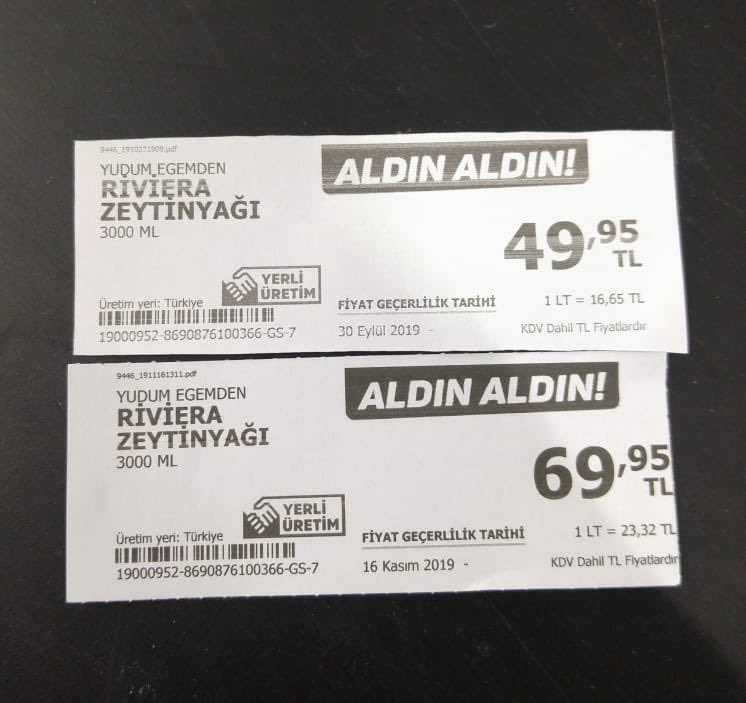 9446_1910221909.pdf
YUDUM EGEMDEN
RİVİERA
ZEYTİNYAĞI
3000 ML
ALDIN ALDIN!
49,95
TL
YERLİ
ÜRETİM
Üretim yeri: Türkiye
19000952-8690876100366-GS-7
FİYAT GEÇERLİLİK TARİHİ
30 Eylül 2019 -
1 LT = 16,65 TL
KDV Dahil TL Fiyatlardır
9446_1911161311.pdf
YUDUM EGEMDEN
RİVİERA
ZEYTİNYAĞI
3000 ML
ALDIN ALDIN!
69,95
TL
YERLİ
ÜRETİM
Üretim yeri: Türkiye
19000952-8690876100366-GS-7
FİYAT GEÇERLİLİK TARİHİ
16 Kasım 2019 -
1 LT = 23,32 TL
KDV Dahil TL Fiyatlardır